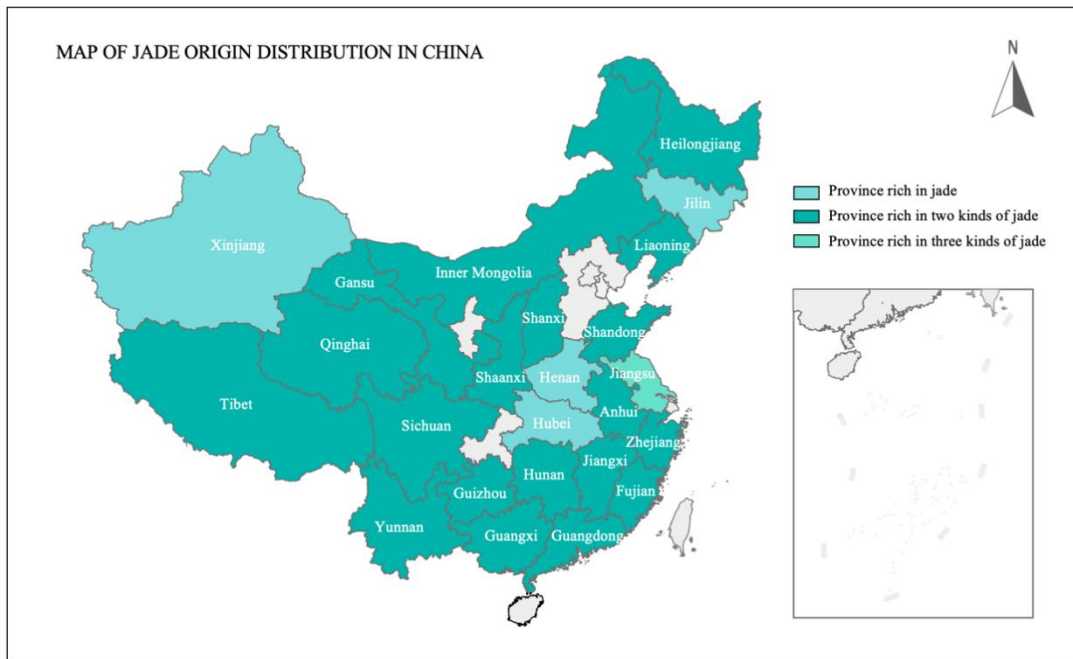 MAP OF JADE ORIGIN DISTRIBUTION IN CHINA
N
Heilongjiang
Jilin
Province rich in jade
Province rich in two kinds of jade
Province rich in three kinds of jade
Xinjiang
Liaoning
Inner Mongolia
Gansu
Shanxi
Shandong
Qinghai
Shaanxi
Henan
Jiangsu
Tibet
Anhui
Sichuan
Hubei
Zhejiang
Jiangxi
Hunan
Guizhou
Fujian
Yunnan
Guangxi
Guangdong